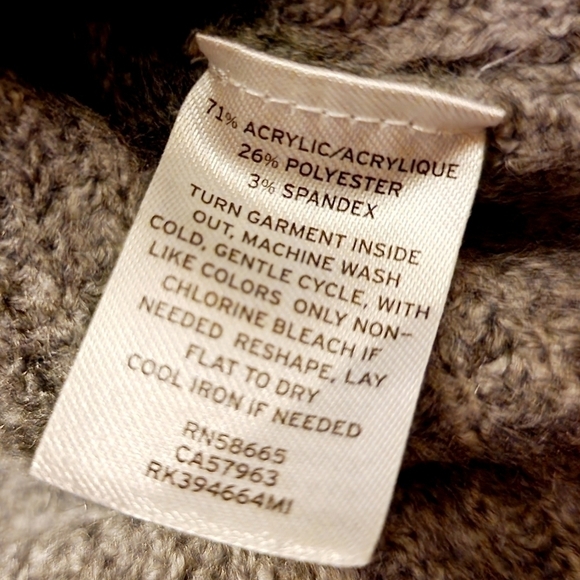 71% ACRYLIC/ACRYLIQUE
26% POLYESTER
3% SPANDEX
TURN GARMENT INSIDE
OUT, MACHINE WASH
COLD, GENTLE CYCLE, WITH
LIKE COLORS ONLY NON-
CHLORINE BLEACH IF
NEEDED RESHAPE, LAY
FLAT TO DRY
COOL IRON IF NEEDED
RN58665
CA57963
RK394664MI